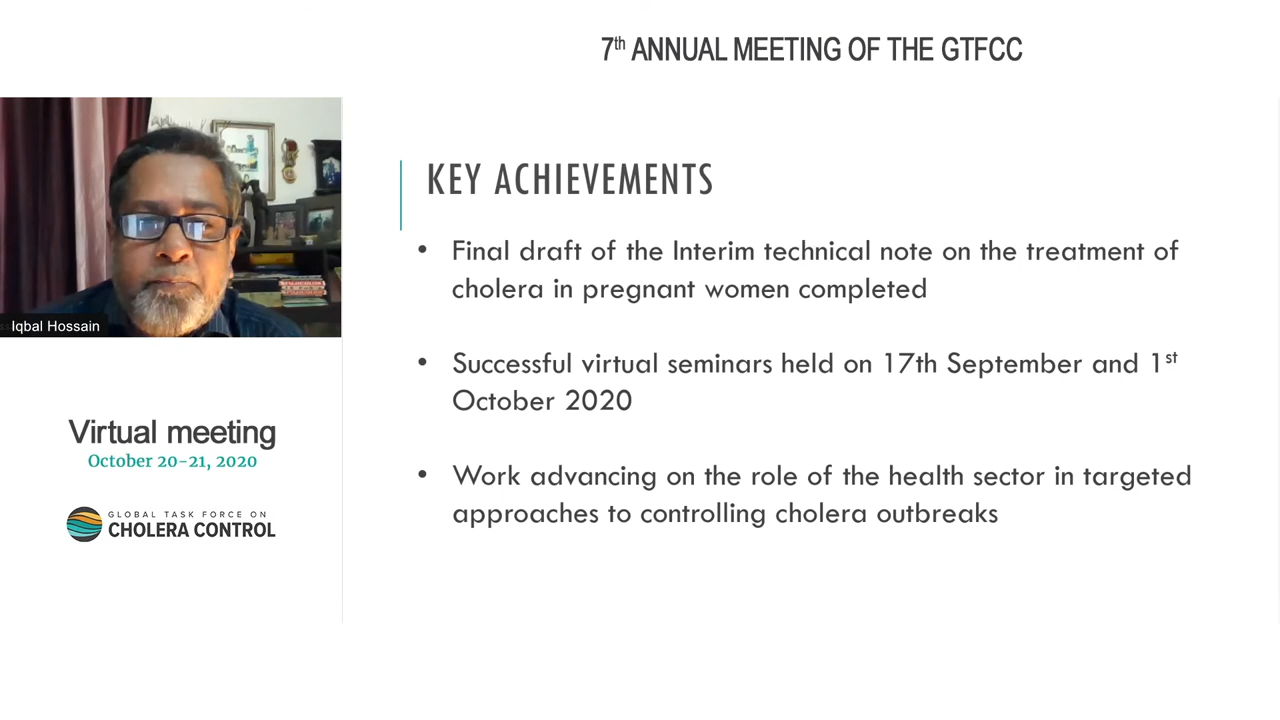 7th ANNUAL MEETING OF THE GTFCC
Iqbal Hossain
Virtual meeting
October 20-21, 2020
GLOBAL TASK FORCE ON
CHOLERA CONTROL
KEY ACHIEVEMENTS
• Final draft of the Interim technical note on the treatment of
cholera in pregnant women completed
• Successful virtual seminars held on 17th September and 1st
October 2020
• Work advancing on the role of the health sector in targeted
approaches to controlling cholera outbreaks